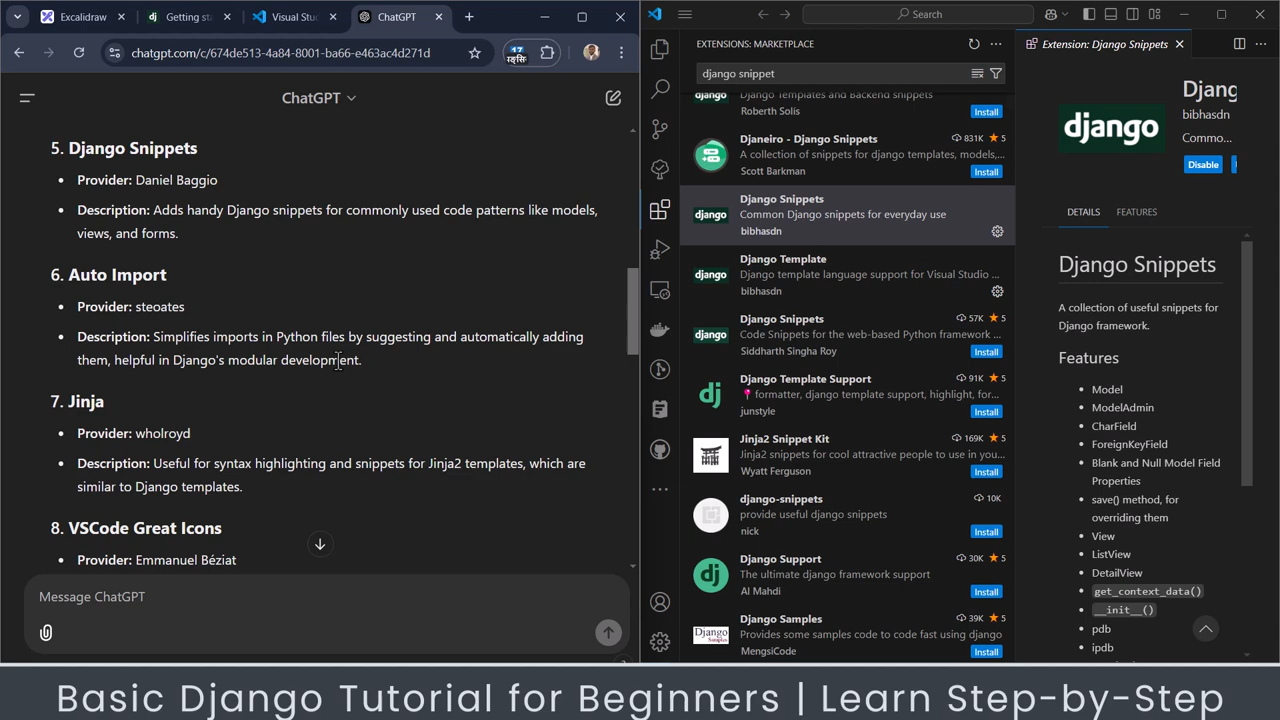 Excalidraw
Getting sta
Visual Stud
ChatGPT
chatgpt.com/c/674de513-4a84-8001-ba66-e463ac4d271d
17
ChatGPT
5. Django Snippets
Provider: Daniel Baggio
Description: Adds handy Django snippets for commonly used code patterns like models,
views, and forms.
6. Auto Import
Provider: steoates
Description: Simplifies imports in Python files by suggesting and automatically adding
them, helpful in Django's modular development.
7. Jinja
Provider: wholroyd
Description: Useful for syntax highlighting and snippets for Jinja2 templates, which are
similar to Django templates.
8. VSCode Great Icons
Provider: Emmanuel Béziat
Message ChatGPT
Search
EXTENSIONS: MARKETPLACE
django snippet
django
Django Templates and Backend snippets
Roberth Solís
Install
Djaneiro - Django Snippets 831K 5
A collection of snippets for django templates, models,...
Scott Barkman
Install
django
Django Snippets
Common Django snippets for everyday use
bibhasdn
django
Django Template
Django template language support for Visual Studio ...
bibhasdn
django
Django Snippets 57K 5
Code Snippets for the web-based Python framework ...
Siddharth Singha Roy
Install
dj
Django Template Support 91K 5
formatter, django template support, highlight, for...
junstyle
Install
Jinja2 Snippet Kit 169K 5
Jinja2 snippets for cool attractive people to use in you...
Wyatt Ferguson
Install
django-snippets 10K
provide useful django snippets
nick
Install
dj
Django Support 30K 5
The ultimate django framework support
Al Mahdi
Install
Django Samples
Django Samples 39K 5
Provides some samples code to code fast using django
MengsiCode
Install
Extension: Django Snippets
django
Djang
bibhasdn
Commo...
Disable
DETAILS
FEATURES
Django Snippets
A collection of useful snippets for
Django framework.
Features
Model
ModelAdmin
CharField
ForeignKeyField
Blank and Null Model Field
Properties
save() method, for
overriding them
View
ListView
DetailView
get_context_data()
__init__()
pdb
ipdb
Basic Django Tutorial for Beginners | Learn Step-by-Step